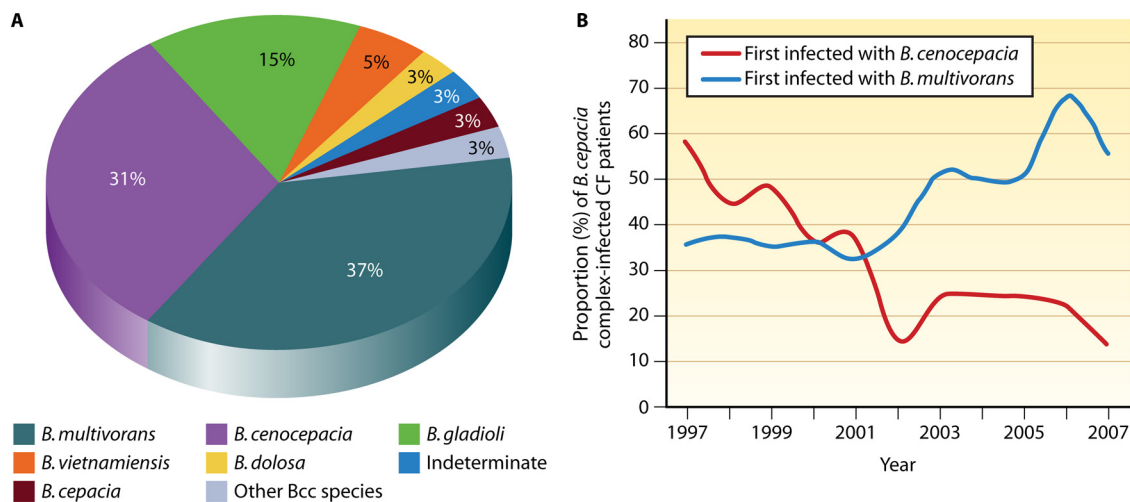 A
15%
5%
3%
3%
3%
3%
31%
37%
B. multivorans
B. cenocepacia
B. gladioli
B. vietnamiensis
B. dolosa
Indeterminate
B. cepacia
Other Bcc species
B
First infected with B. cenocepacia
First infected with B. multivorans
Proportion (%) of B. cepacia
complex-infected CF patients
80
70
60
50
40
30
20
10
0
1997
1999
2001
2003
2005
2007
Year